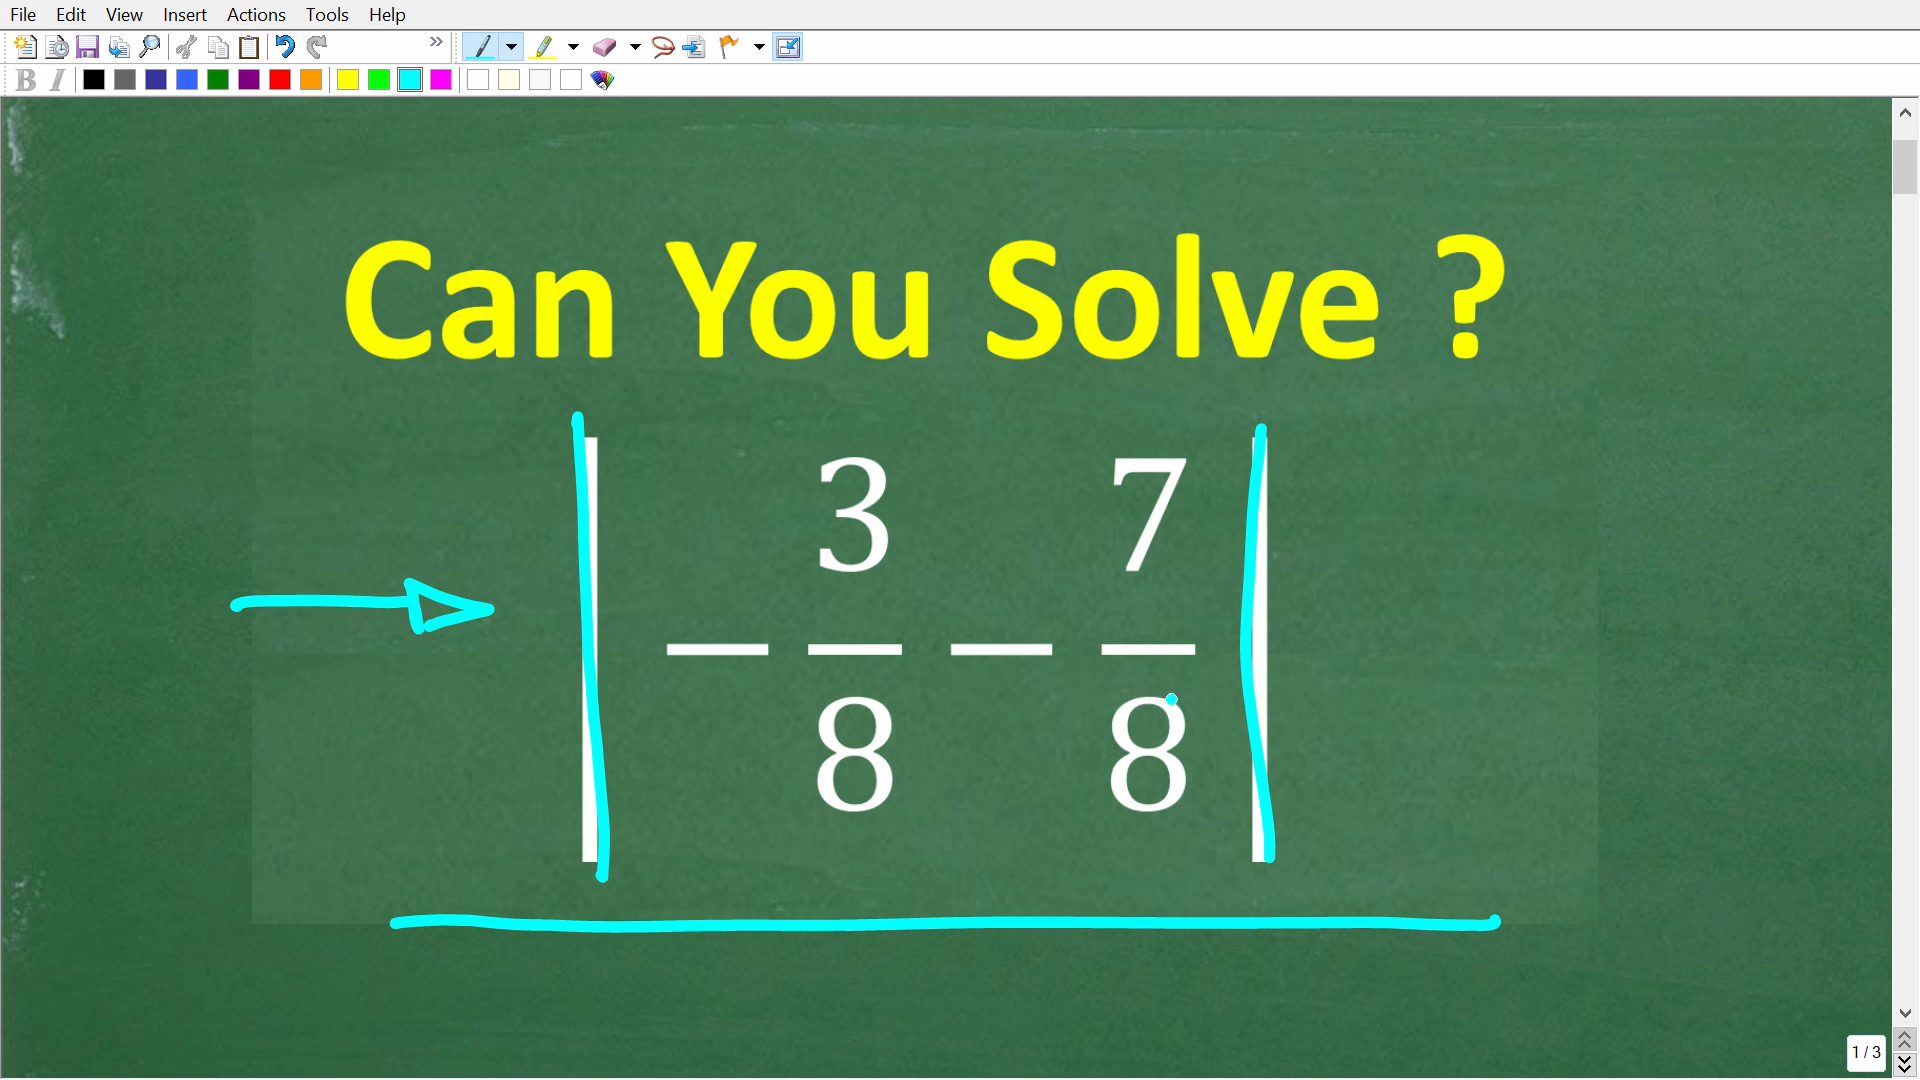 File Edit View Insert Actions Tools Help
B I
Can You Solve ?
| − 3/8 − 7/8 |
1 / 3